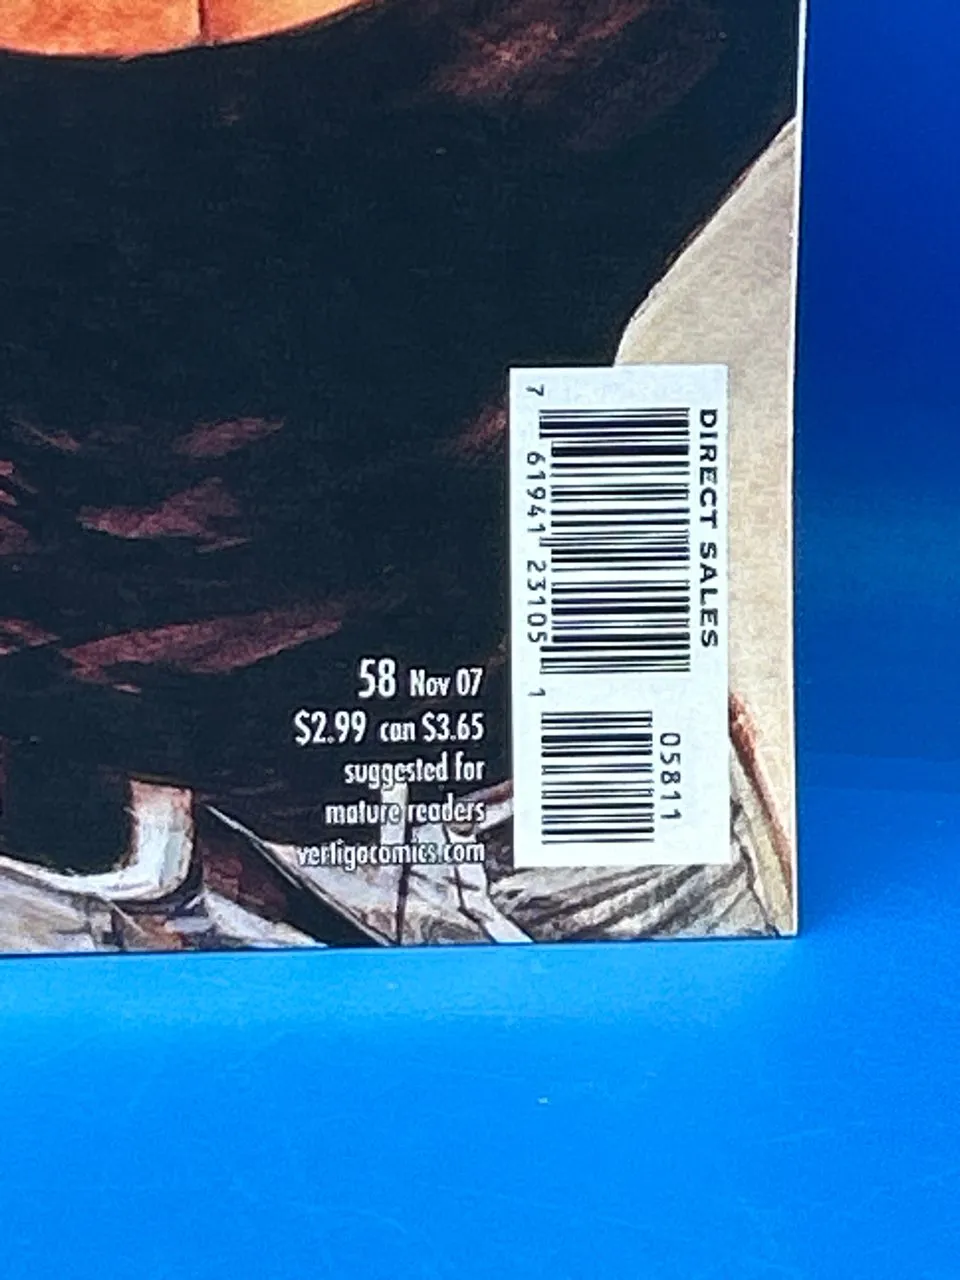 58 Nov 07
$2.99 can $3.65
suggested for
mature readers
vertigocomics.com
DIRECT SALES
7 61941 23105 1
05811